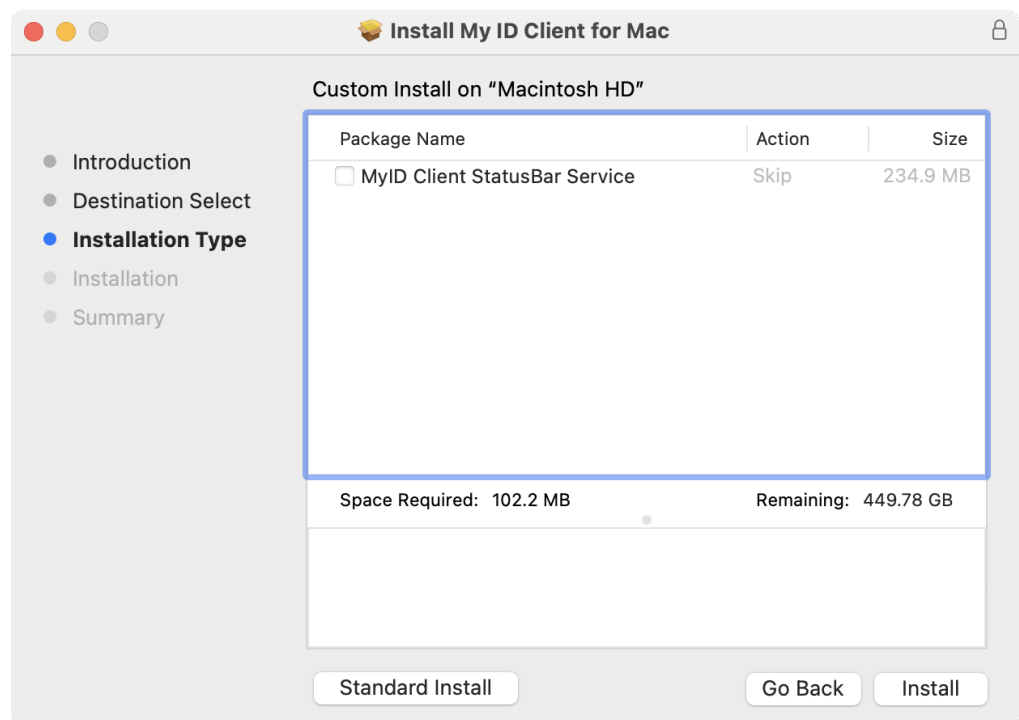 Install My ID Client for Mac
Custom Install on “Macintosh HD”
Introduction
Destination Select
Installation Type
Installation
Summary
Package Name Action Size
MyID Client StatusBar Service Skip 234.9 MB
Space Required: 102.2 MB Remaining: 449.78 GB
Standard Install Go Back Install